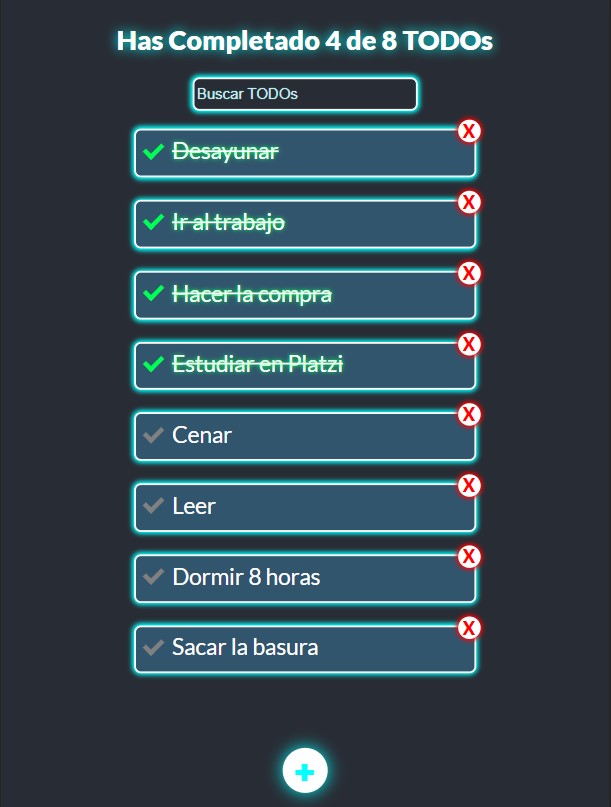 Has Completado 4 de 8 TODOs
Buscar TODOs
X
Desayunar
X
Ir al trabajo
X
Hacer la compra
X
Estudiar en Platzi
X
Cenar
X
Leer
X
Dormir 8 horas
X
Sacar la basura
+